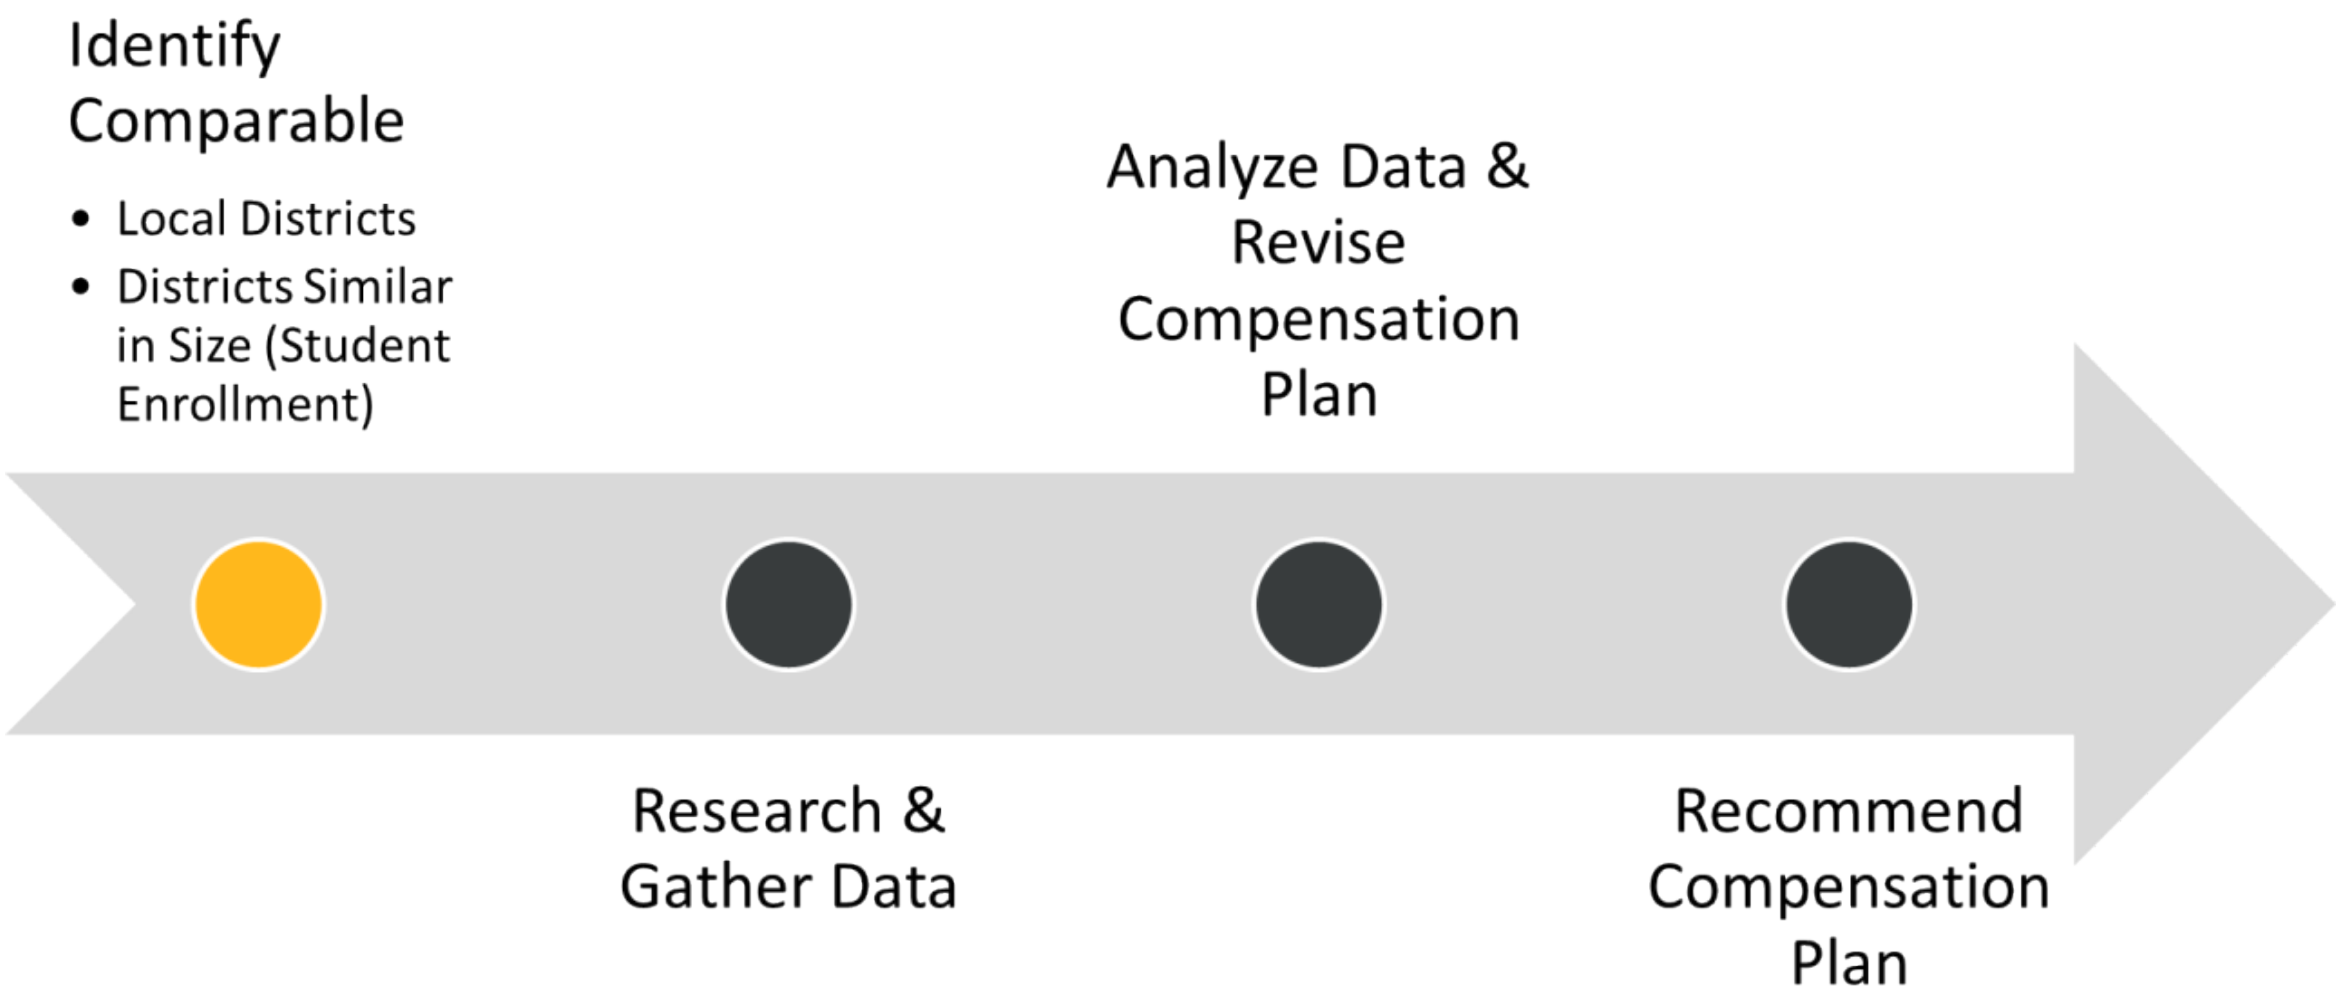 Identify
Comparable
• Local Districts
• Districts Similar
in Size (Student
Enrollment)
Research &
Gather Data
Analyze Data &
Revise
Compensation
Plan
Recommend
Compensation
Plan